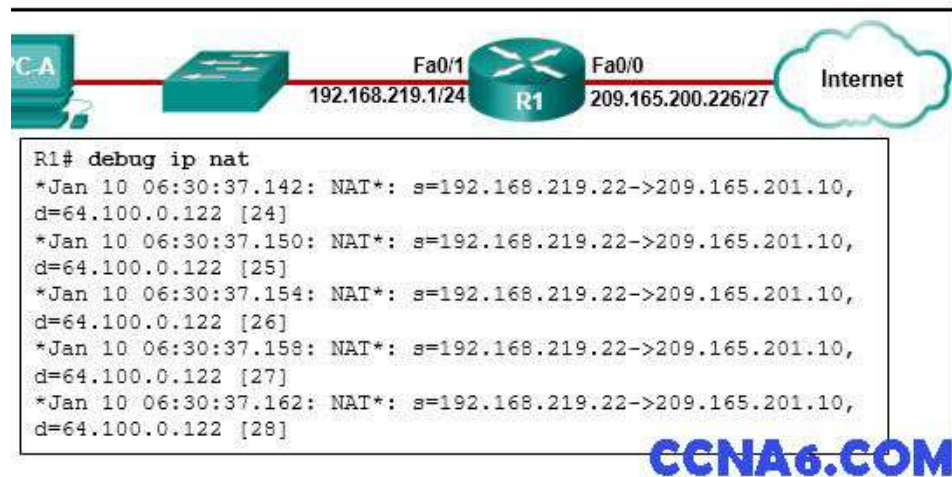 C-A
Fa0/1
Fa0/0
Internet
192.168.219.1/24
R1
209.165.200.226/27
R1# debug ip nat
*Jan 10 06:30:37.142: NAT*: s=192.168.219.22->209.165.201.10,
d=64.100.0.122 [24]
*Jan 10 06:30:37.150: NAT*: s=192.168.219.22->209.165.201.10,
d=64.100.0.122 [25]
*Jan 10 06:30:37.154: NAT*: s=192.168.219.22->209.165.201.10,
d=64.100.0.122 [26]
*Jan 10 06:30:37.158: NAT*: s=192.168.219.22->209.165.201.10,
d=64.100.0.122 [27]
*Jan 10 06:30:37.162: NAT*: s=192.168.219.22->209.165.201.10,
d=64.100.0.122 [28]
CCNA6.COM